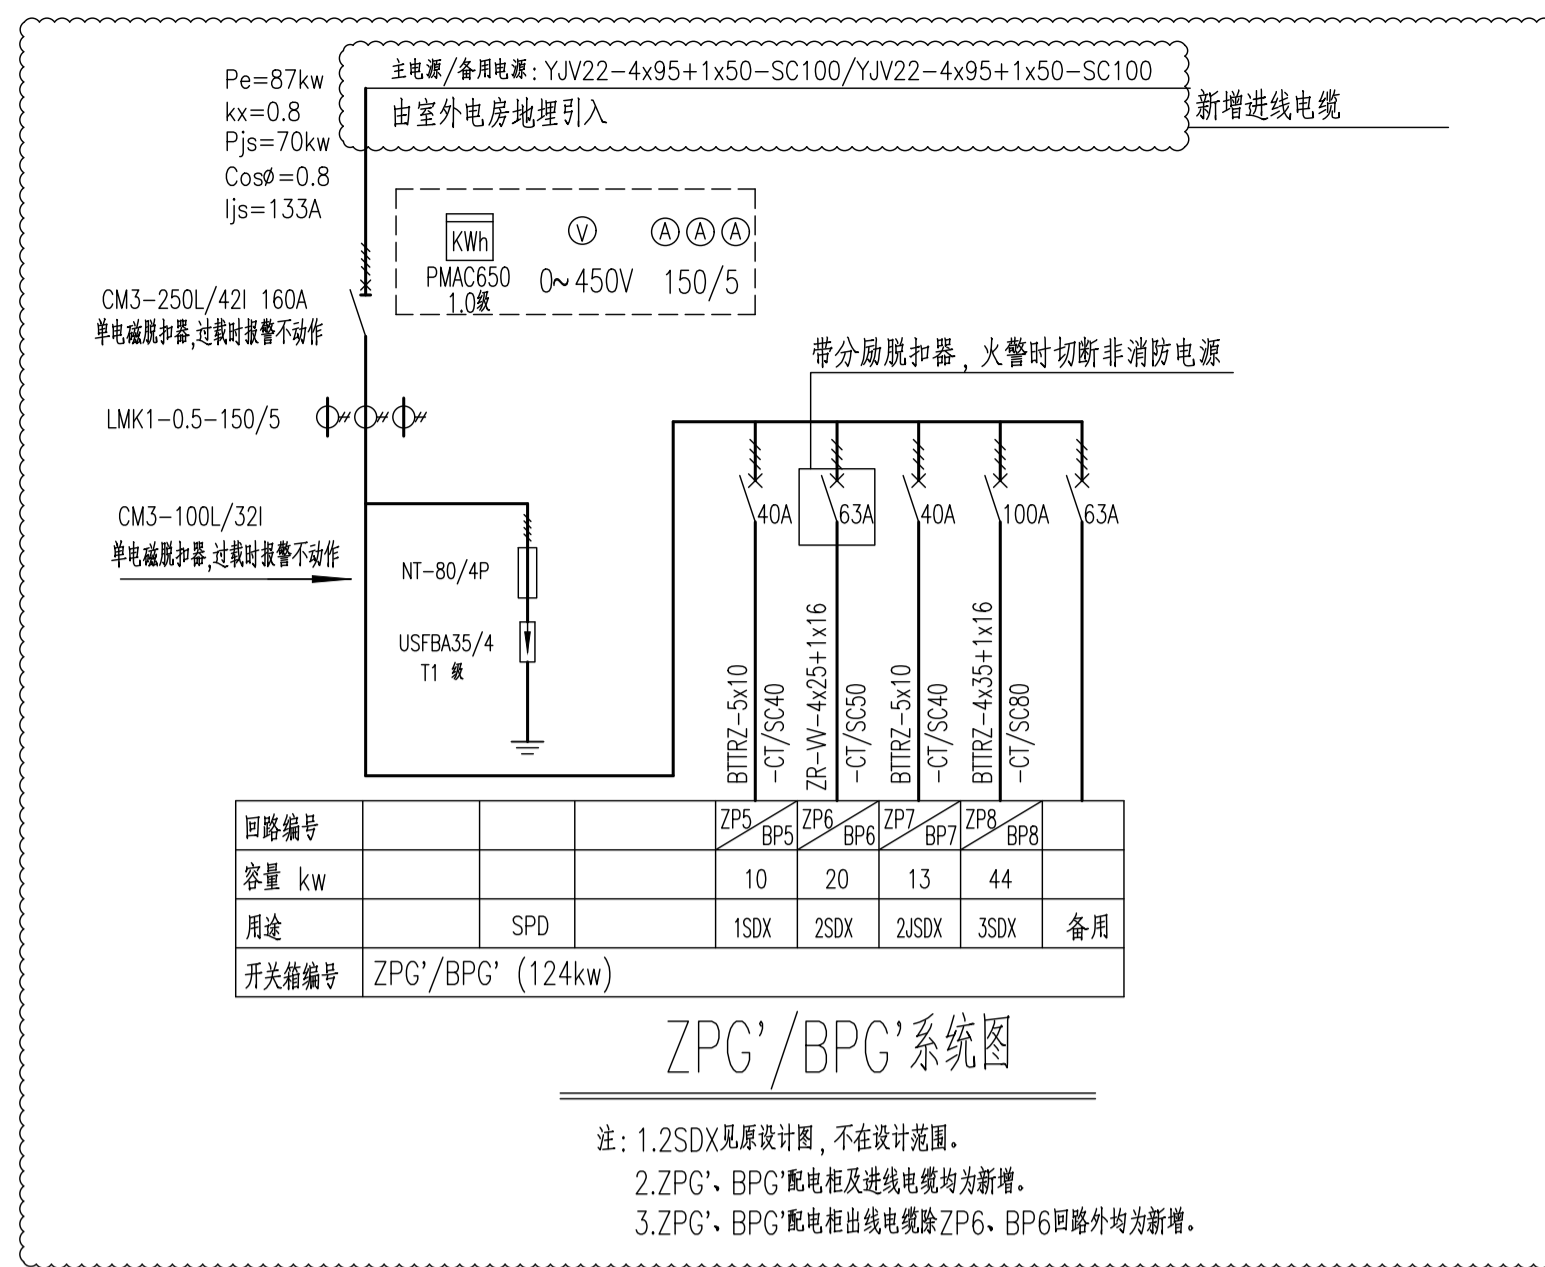 主电源/备用电源: YJV22-4x95+1x50-SC100/YJV22-4x95+1x50-SC100
由室外电房地埋引入
新增进线电缆
Pe=87kw
kx=0.8
Pjs=70kw
Cosø=0.8
Ijs=133A
KWh
V
A A A
PMAC650
1.0级
0~450V
150/5
CM3-250L/42I 160A
单电磁脱扣器,过载时报警不动作
带分励脱扣器, 火警时切断非消防电源
LMK1-0.5-150/5
CM3-100L/32I
单电磁脱扣器,过载时报警不动作
NT-80/4P
USFBA35/4
T1 级
40A 63A 40A 100A 63A
BTTRZ-5x10
-CT/SC40
ZR-VV-4x25+1x16
-CT/SC50
BTTRZ-5x10
-CT/SC40
BTTRZ-4x35+1x16
-CT/SC80
回路编号 ZP5 BP5 ZP6 BP6 ZP7 BP7 ZP8 BP8
容量 kw 10 20 13 44
用途 SPD 1SDX 2SDX 2JSDX 3SDX 备用
开关箱编号 ZPG'/BPG' (124kw)
ZPG'/BPG'系统图
注: 1.2SDX见原设计图, 不在设计范围。
2.ZPG'、BPG'配电柜及进线电缆均为新增。
3.ZPG'、BPG'配电柜出线电缆除ZP6、BP6回路外均为新增。